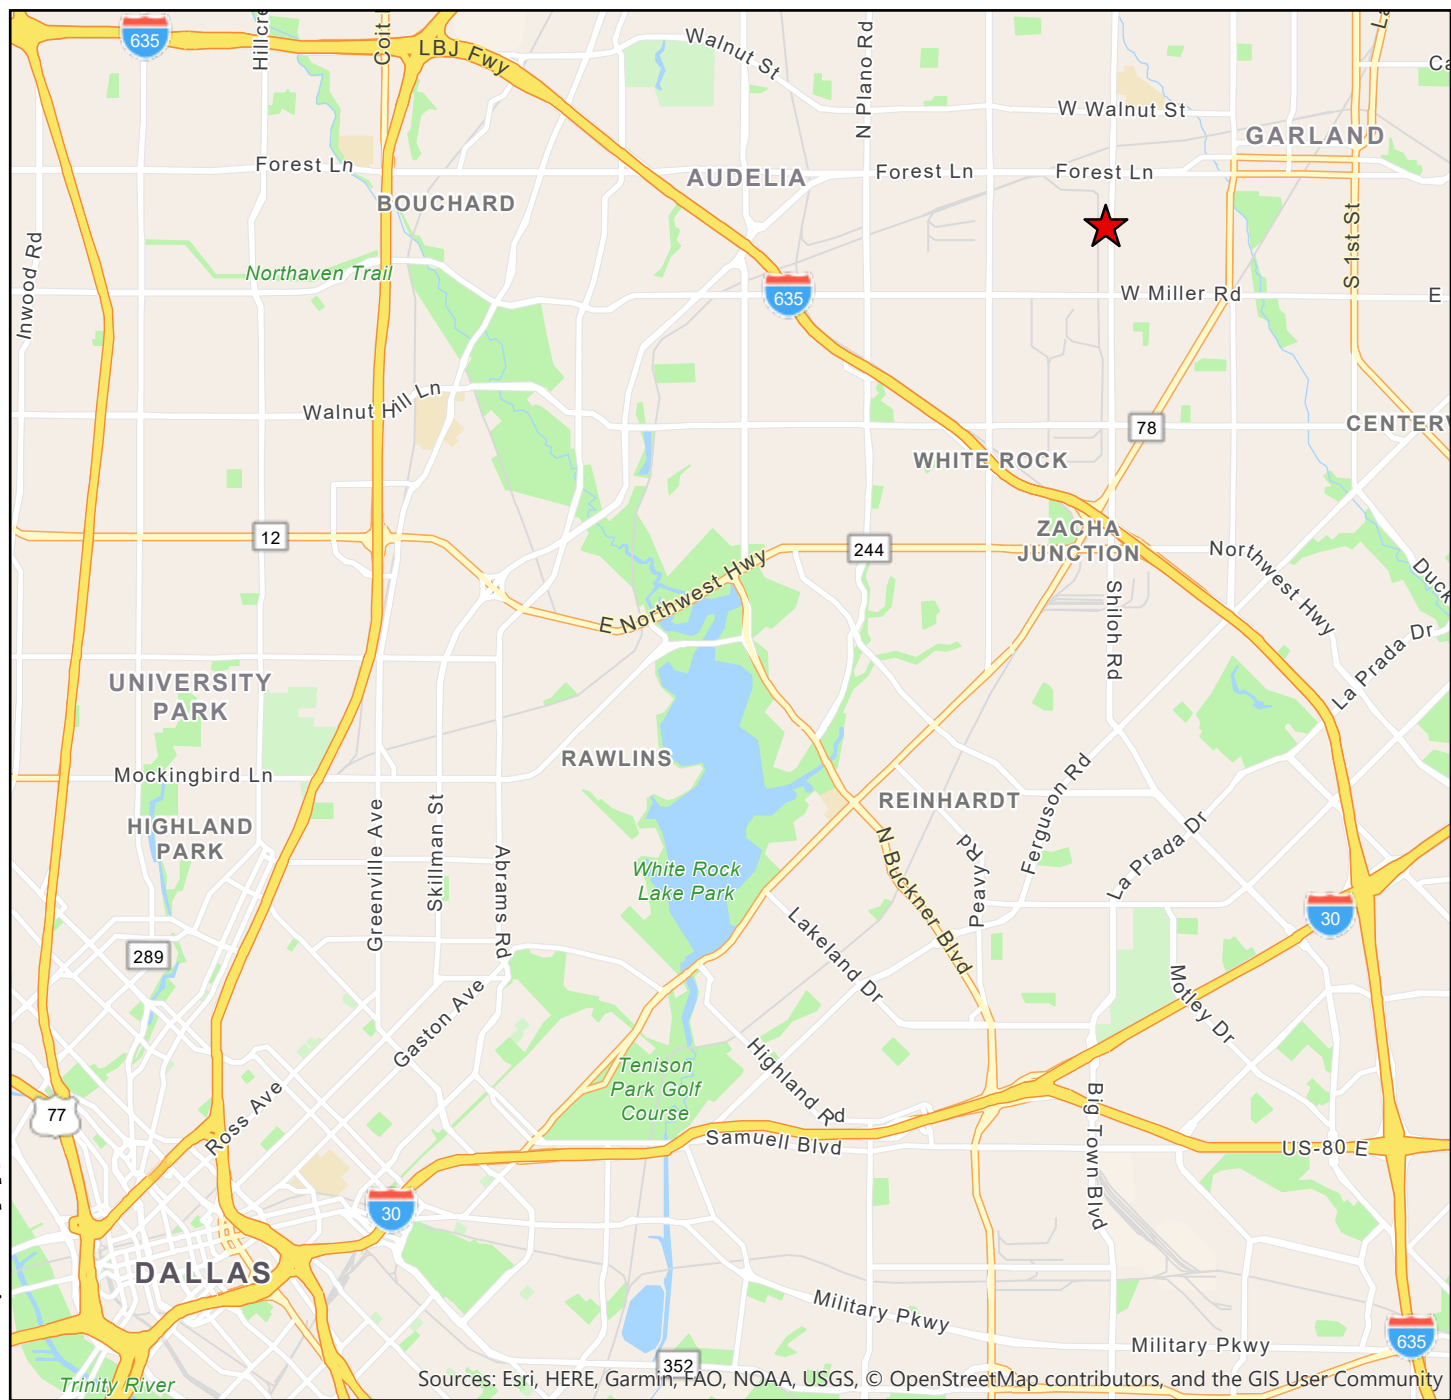 635
Hillcre
Coit
LBJ Fwy
Walnut St
N Plano Rd
W Walnut St
GARLAND
Forest Ln
AUDELIA
Forest Ln
Forest Ln
BOUCHARD
Inwood Rd
Northaven Trail
635
W Miller Rd
S 1st St
E
Walnut Hill Ln
78
CENTERV
WHITE ROCK
12
244
ZACHA
JUNCTION
Northwest Hwy
Duck
E Northwest Hwy
Shiloh Rd
La Prada Dr
UNIVERSITY
PARK
RAWLINS
Mockingbird Ln
REINHARDT
HIGHLAND
PARK
Greenville Ave
Skillman St
Abrams Rd
White Rock
Lake Park
N Buckner Blvd
Peavy Rd
Ferguson Rd
La Prada Dr
30
289
Lakeland Dr
Motley Dr
Gaston Ave
Tenison
Park Golf
Course
Highland Rd
77
Ross Ave
Samuell Blvd
Big Town Blvd
US-80 E
30
DALLAS
Military Pkwy
Military Pkwy
635
352
Trinity River
Sources: Esri, HERE, Garmin, FAO, NOAA, USGS, © OpenStreetMap contributors, and the GIS User Community